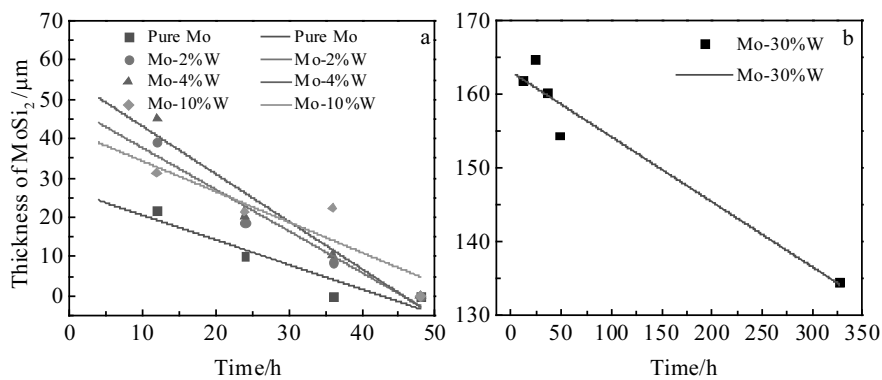 Thickness of MoSi2/μm
70
60
50
40
30
20
10
0
0 10 20 30 40 50
Time/h
Pure Mo Pure Mo
Mo-2%W Mo-2%W
Mo-4%W Mo-4%W
Mo-10%W Mo-10%W
a
170
160
150
140
130
0 50 100 150 200 250 300 350
Time/h
Mo-30%W
Mo-30%W
b